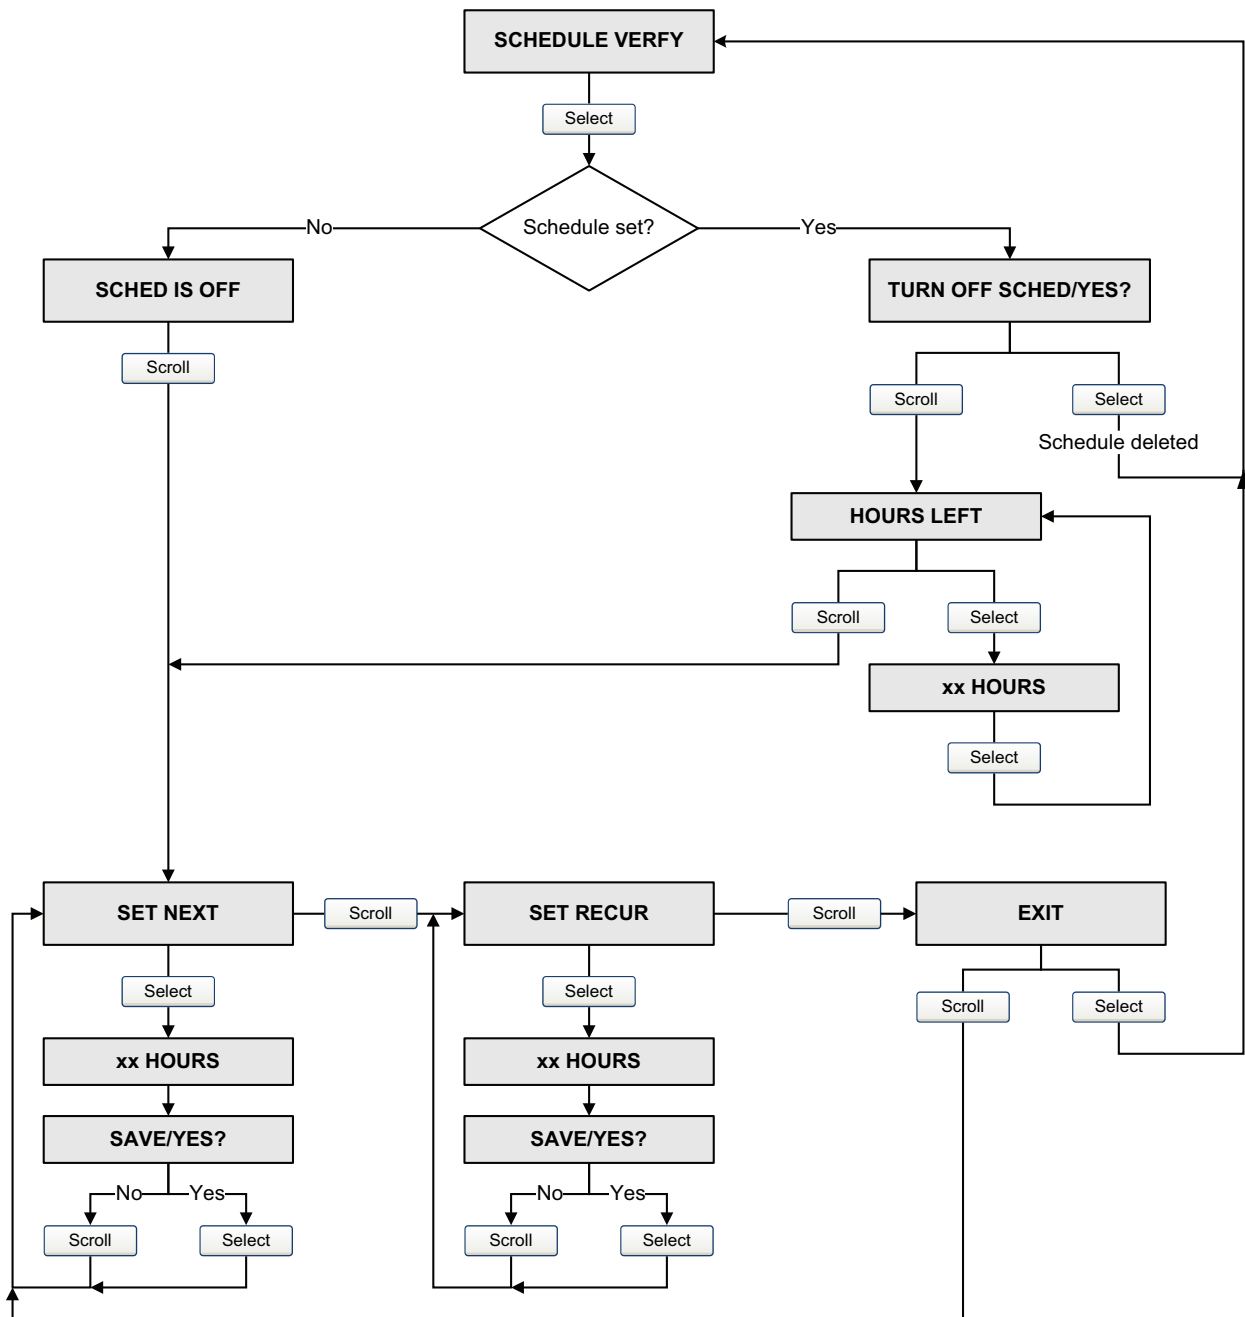 SCHEDULE VERFY
Select
Schedule set?
No
Yes
SCHED IS OFF
TURN OFF SCHED/YES?
Scroll
Scroll
Select
Schedule deleted
HOURS LEFT
Scroll
Select
xx HOURS
Select
SET NEXT
Scroll
SET RECUR
Scroll
EXIT
Select
Select
Scroll
Select
xx HOURS
xx HOURS
SAVE/YES?
SAVE/YES?
No
Yes
No
Yes
Scroll
Select
Scroll
Select